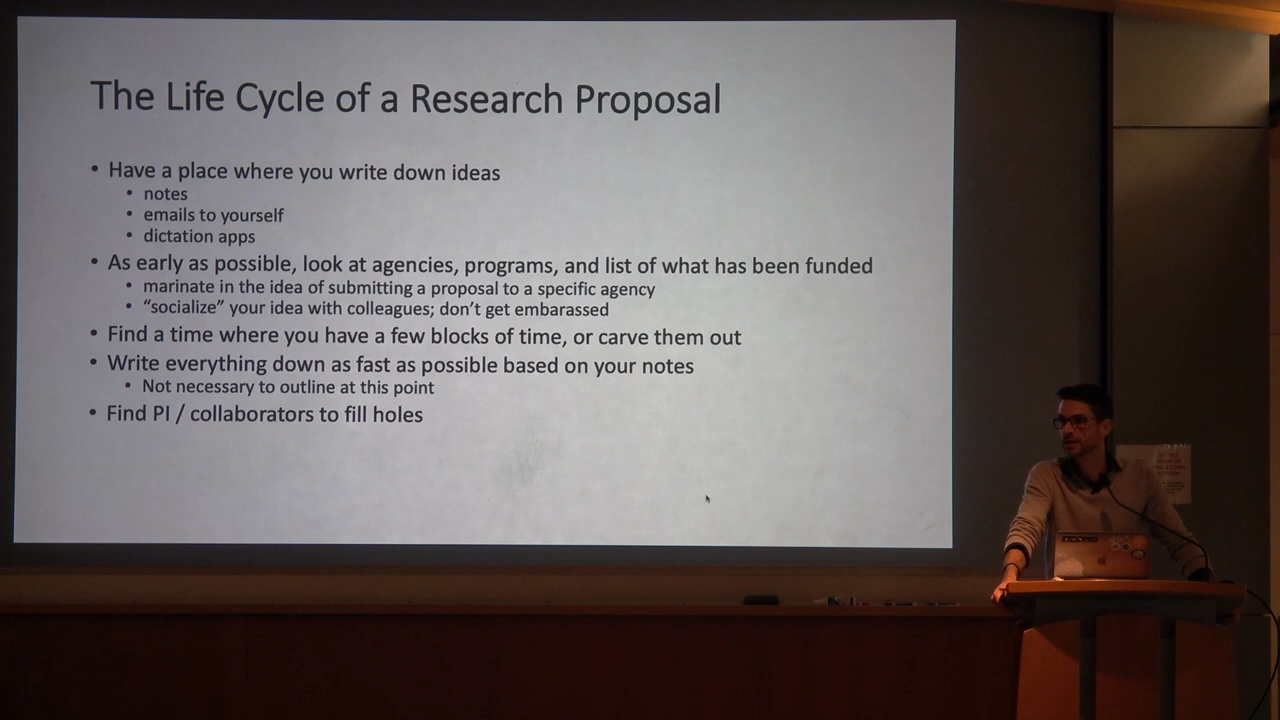 The Life Cycle of a Research Proposal
• Have a place where you write down ideas
• notes
• emails to yourself
• dictation apps
• As early as possible, look at agencies, programs, and list of what has been funded
• marinate in the idea of submitting a proposal to a specific agency
• “socialize” your idea with colleagues; don’t get embarassed
• Find a time where you have a few blocks of time, or carve them out
• Write everything down as fast as possible based on your notes
• Not necessary to outline at this point
• Find PI / collaborators to fill holes